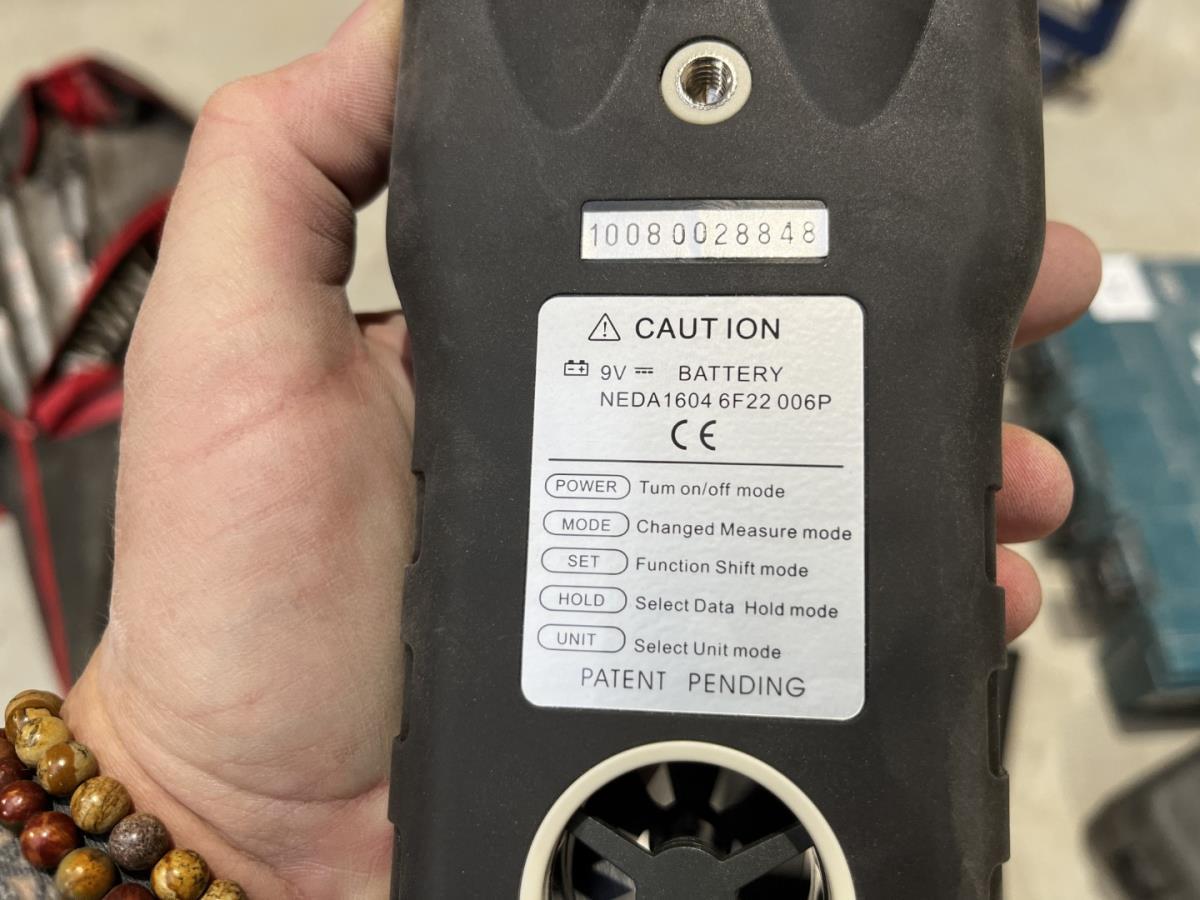 10080028848
CAUTION
9V BATTERY
NEDA1604 6F22 006P
CE
POWER Tum on/off mode
MODE Changed Measure mode
SET Function Shift mode
HOLD Select Data Hold mode
UNIT Select Unit mode
PATENT PENDING